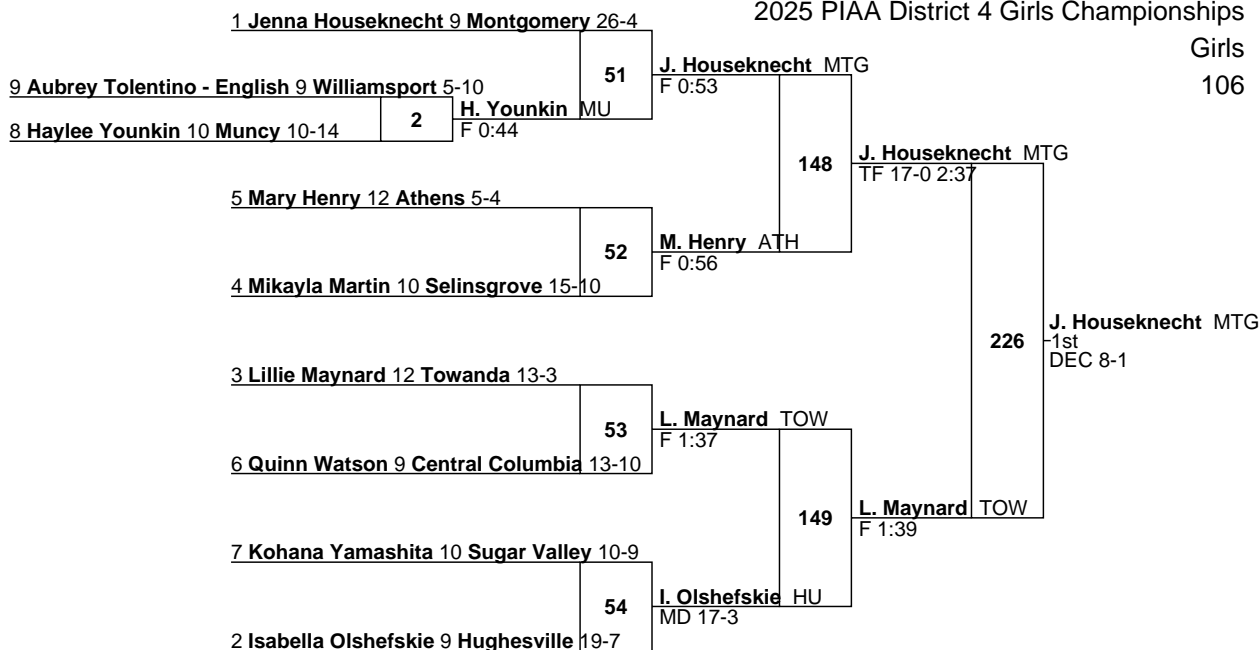 2025 PIAA District 4 Girls Championships
Girls
106
1 Jenna Houseknecht 9 Montgomery 26-4
51
J. Houseknecht MTG
F 0:53
9 Aubrey Tolentino - English 9 Williamsport 5-10
2
H. Younkin MU
F 0:44
8 Haylee Younkin 10 Muncy 10-14
148
J. Houseknecht MTG
TF 17-0 2:37
5 Mary Henry 12 Athens 5-4
52
M. Henry ATH
F 0:56
4 Mikayla Martin 10 Selinsgrove 15-10
226
J. Houseknecht MTG
1st
DEC 8-1
3 Lillie Maynard 12 Towanda 13-3
53
L. Maynard TOW
F 1:37
6 Quinn Watson 9 Central Columbia 13-10
149
L. Maynard TOW
F 1:39
7 Kohana Yamashita 10 Sugar Valley 10-9
54
I. Olshefskie HU
MD 17-3
2 Isabella Olshefskie 9 Hughesville 19-7